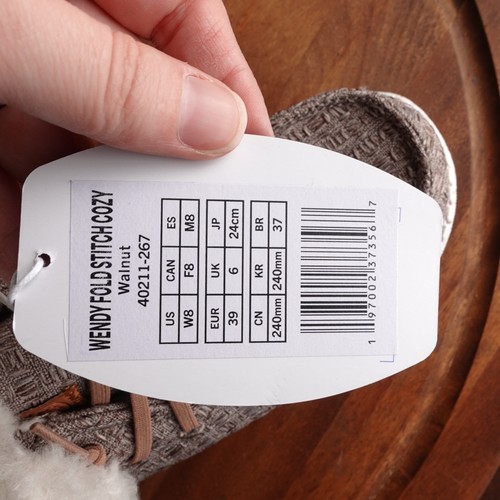 WENDY FOLD STITCH COZY
Walnut
40211-267
US CAN ES
W8 F8 M8
EUR UK JP
39 6 24cm
CN KR BR
240mm 240mm 37
1 97002 37356 7